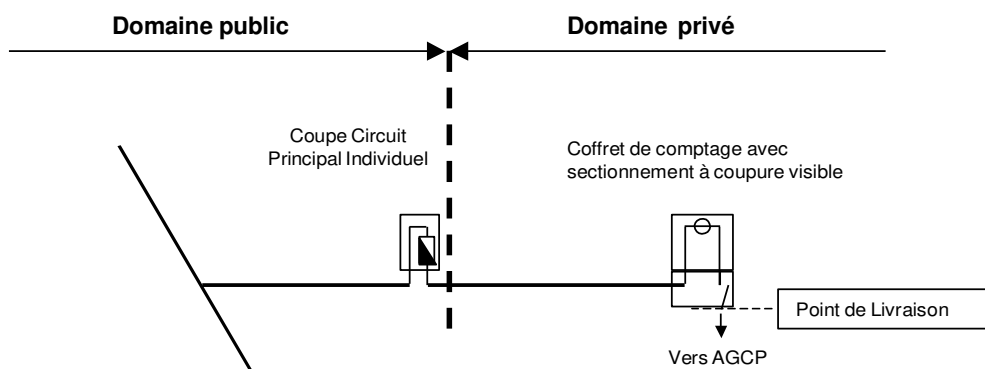 Domaine public
Domaine privé
Coupe Circuit
Principal Individuel
Coffret de comptage avec
sectionnement à coupure visible
Point de Livraison
Vers AGCP